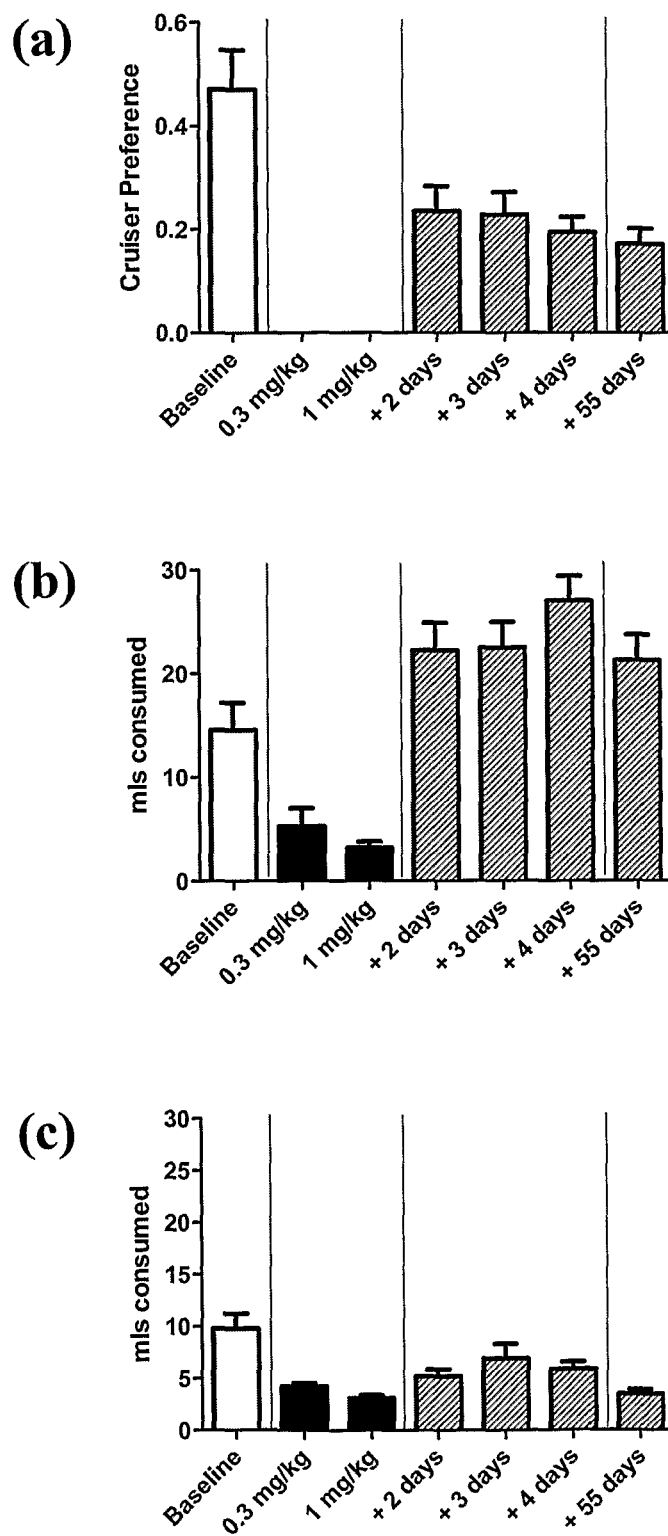 (a)
Cruiser Preference
0.6
0.4
0.2
0.0
Baseline
0.3 mg/kg
1 mg/kg
+ 2 days
+ 3 days
+ 4 days
+ 55 days
(b)
mls consumed
30
20
10
0
Baseline
0.3 mg/kg
1 mg/kg
+ 2 days
+ 3 days
+ 4 days
+ 55 days
(c)
mls consumed
30
25
20
15
10
5
0
Baseline
0.3 mg/kg
1 mg/kg
+ 2 days
+ 3 days
+ 4 days
+ 55 days